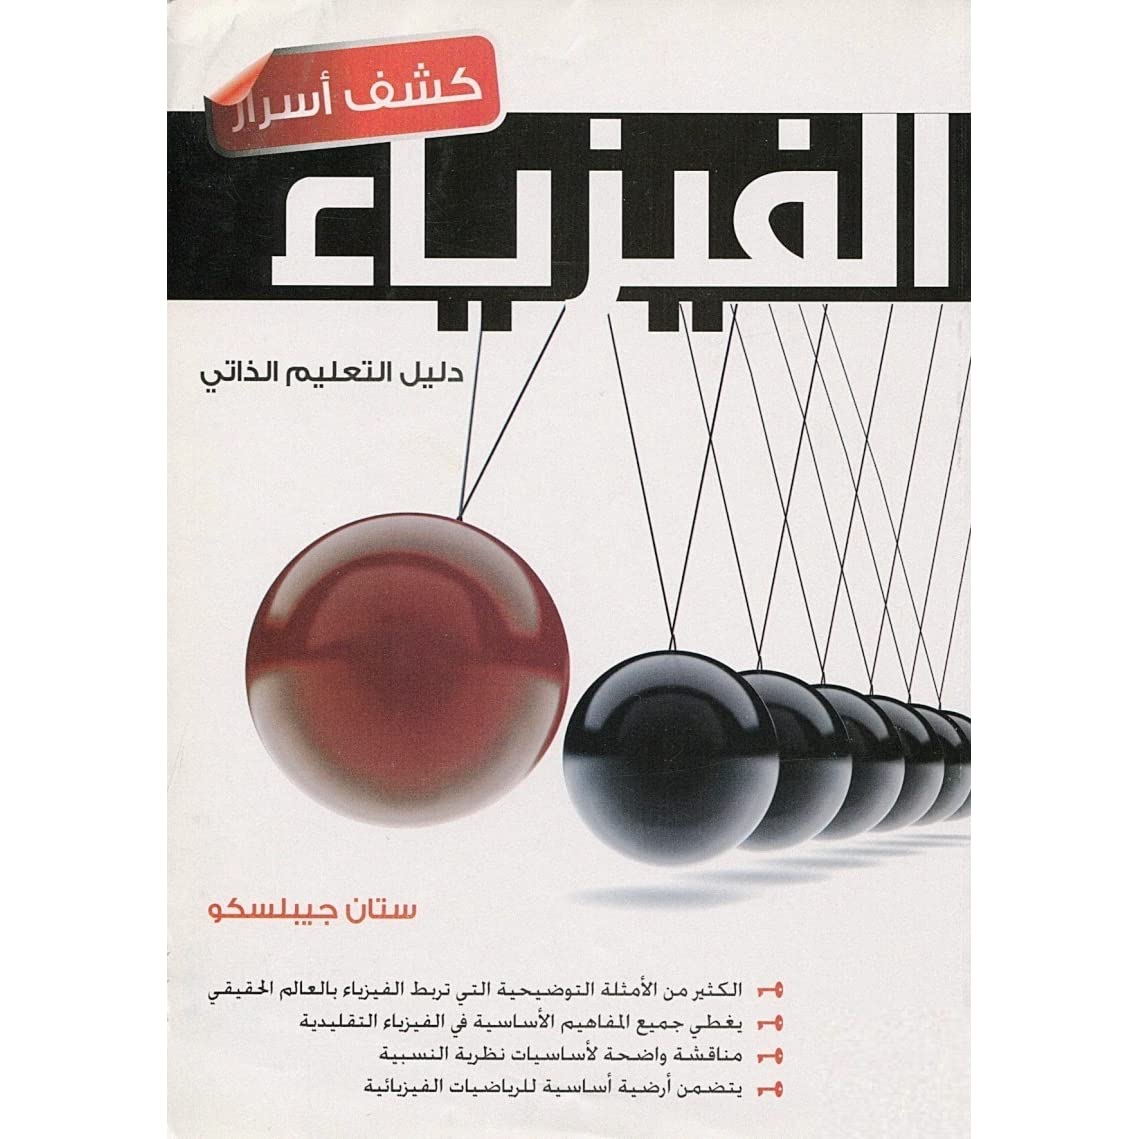 كشف أسرار
الفيزياء
دليل التعليم الذاتي
ستان جيبلسكو
الكثير من الأمثلة التوضيحية التي تربط الفيزياء بالعالم الحقيقي
يغطي جميع المفاهيم الأساسية في الفيزياء التقليدية
مناقشة واضحة لأساسيات نظرية النسبية
يتضمن أرضية أساسية للرياضيات الفيزيائية